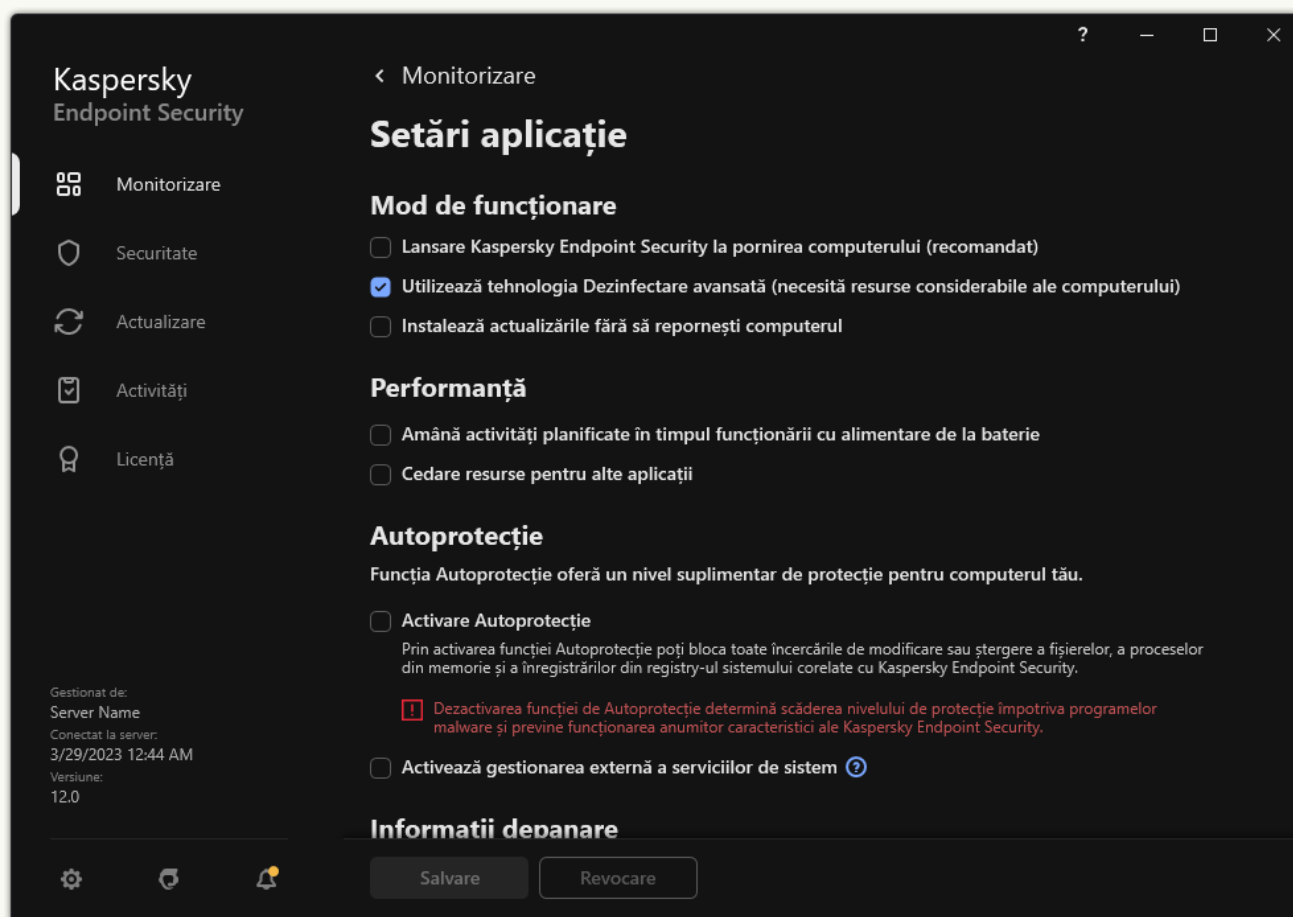 ?
Kaspersky
Endpoint Security
Monitorizare
Securitate
Actualizare
Activități
Licență
Gestionat de:
Server Name
Conectat la server:
3/29/2023 12:44 AM
Versiune:
12.0
Monitorizare
Setări aplicație
Mod de funcționare
Lansare Kaspersky Endpoint Security la pornirea computerului (recomandat)
Utilizează tehnologia Dezinfectare avansată (necesită resurse considerabile ale computerului)
Instalează actualizările fără să repornești computerul
Performanță
Amână activități planificate în timpul funcționării cu alimentare de la baterie
Cedare resurse pentru alte aplicații
Autoprotecție
Funcția Autoprotecție oferă un nivel suplimentar de protecție pentru computerul tău.
Activare Autoprotecție
Prin activarea funcției Autoprotecție poți bloca toate încercările de modificare sau ștergere a fișierelor, a proceselor
din memorie și a înregistrărilor din registry-ul sistemului corelate cu Kaspersky Endpoint Security.
Dezactivarea funcției de Autoprotecție determină scăderea nivelului de protecție împotriva programelor
malware și previne funcționarea anumitor caracteristici ale Kaspersky Endpoint Security.
Activează gestionarea externă a serviciilor de sistem
Informații depanare
Salvare
Revocare